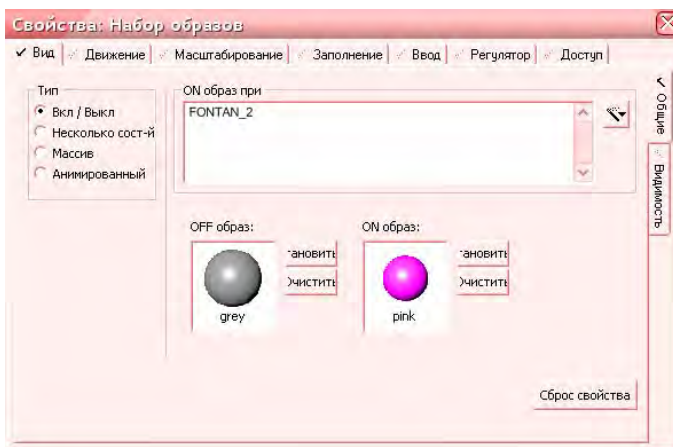 Свойства: Набор образов
Вид Движение Масштабирование Заполнение Ввод Регулятор Доступ
Тип
Вкл / Выкл
Несколько сост-й
Массив
Анимированный
ON образ при
FONTAN_2
Общие
Видимость
OFF образ:
grey
тановить
Очистить
ON образ:
pink
тановить
Очистить
Сброс свойства